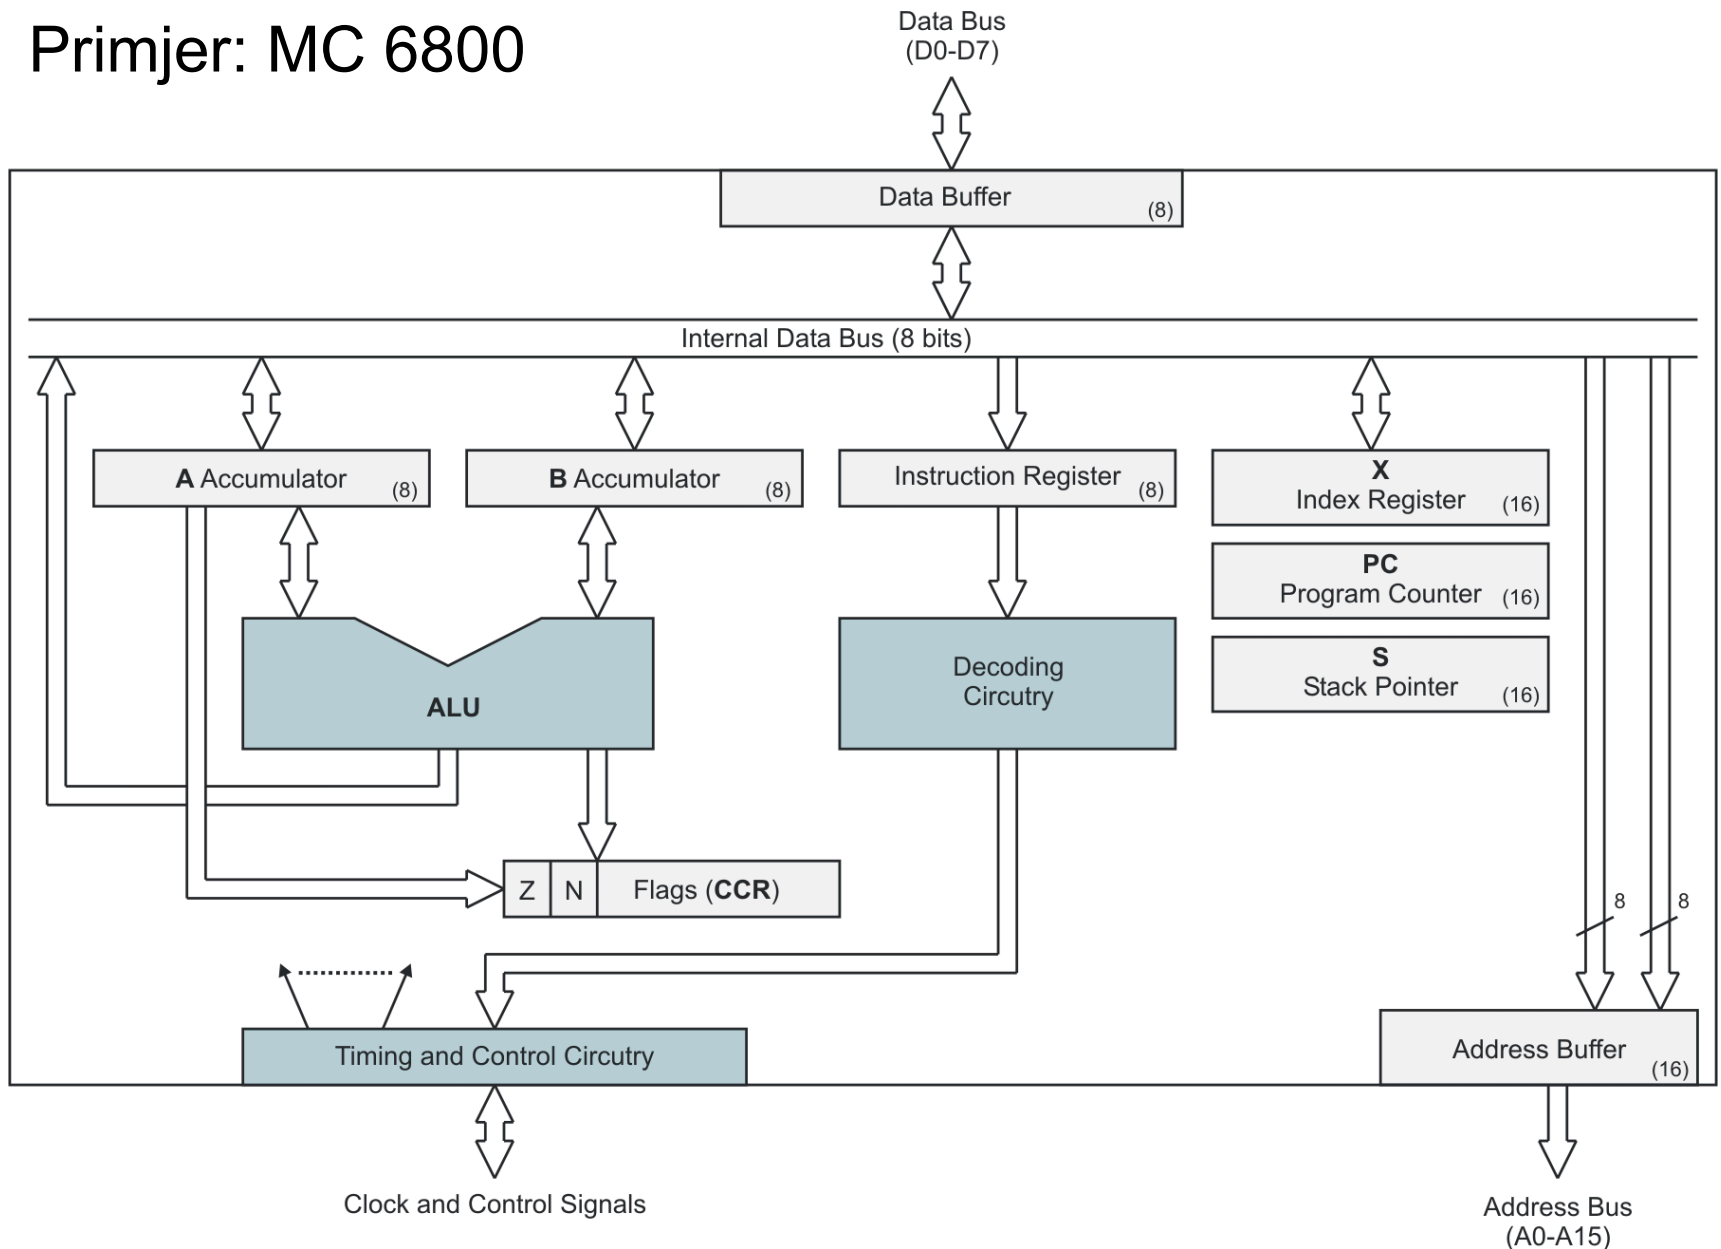 Primjer: MC 6800
Data Bus
(D0-D7)
Data Buffer
(8)
Internal Data Bus (8 bits)
A Accumulator
(8)
B Accumulator
(8)
Instruction Register
(8)
X
Index Register
(16)
PC
Program Counter
(16)
S
Stack Pointer
(16)
ALU
Decoding
Circutry
Z
N
Flags (CCR)
8
8
Timing and Control Circutry
Address Buffer
(16)
Clock and Control Signals
Address Bus
(A0-A15)